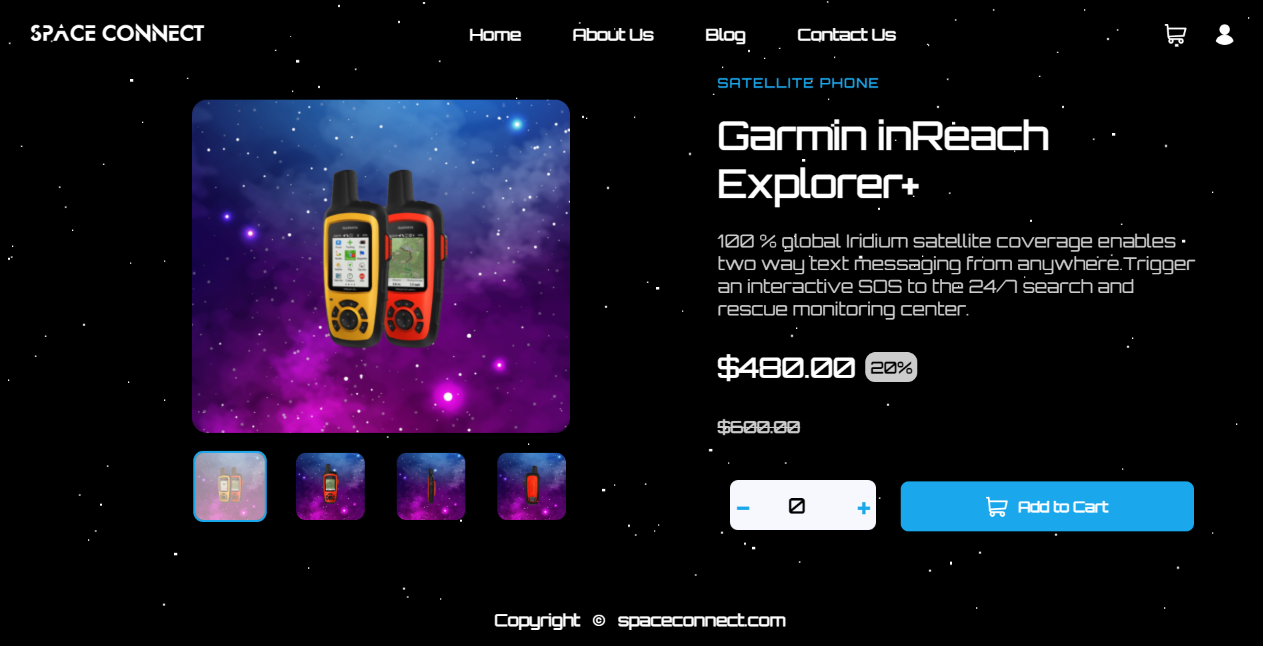 SPACE CONNECT
Home
About Us
Blog
Contact Us
SATELLITE PHONE
Garmin inReach
Explorer+
100 % global Iridium satellite coverage enables
two way text messaging from anywhere.Trigger
an interactive SOS to the 24/7 search and
rescue monitoring center.
$480.00 20%
$600.00
- 0 +
Add to Cart
Copyright © spaceconnect.com